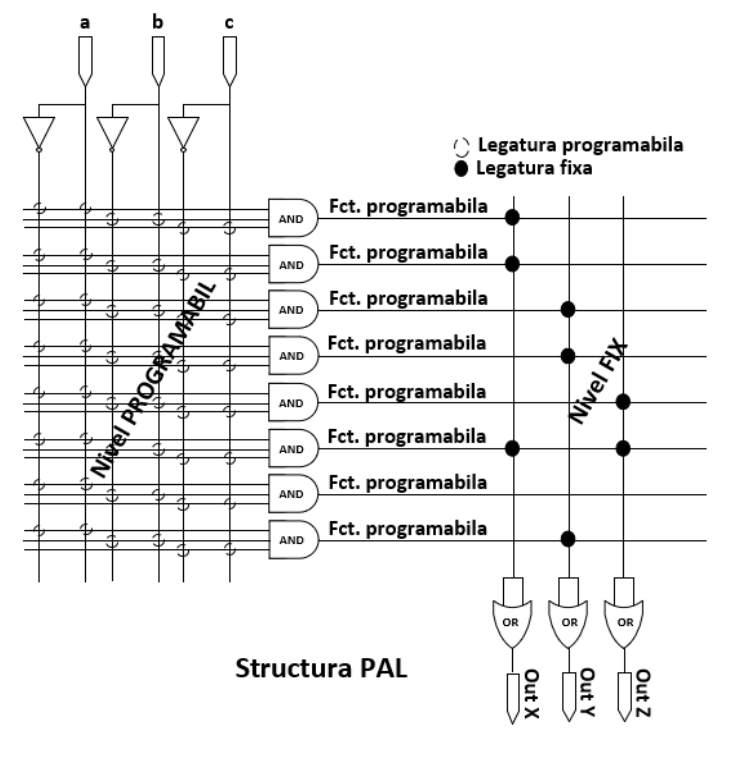 a b c
Legatura programabila
Legatura fixa
AND Fct. programabila
AND Fct. programabila
AND Fct. programabila
AND Fct. programabila
AND Fct. programabila
AND Fct. programabila
AND Fct. programabila
AND Fct. programabila
Nivel PROGRAMABIL
Nivel FIX
OR OR OR
Out X
Out Y
Out Z
Structura PAL